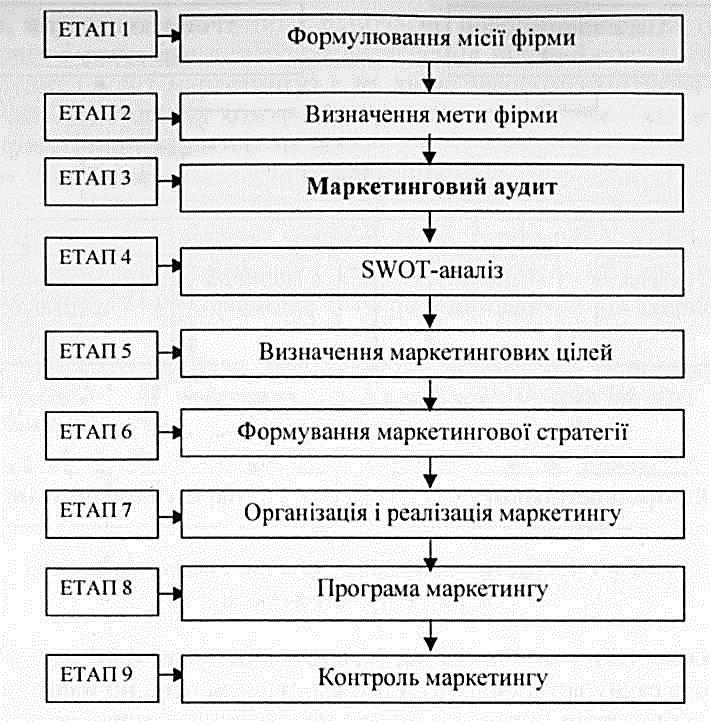 ЕТАП 1
Формулювання місії фірми
ЕТАП 2
Визначення мети фірми
ЕТАП 3
Маркетинговий аудит
ЕТАП 4
SWOT-аналіз
ЕТАП 5
Визначення маркетингових цілей
ЕТАП 6
Формування маркетингової стратегії
ЕТАП 7
Організація і реалізація маркетингу
ЕТАП 8
Програма маркетингу
ЕТАП 9
Контроль маркетингу